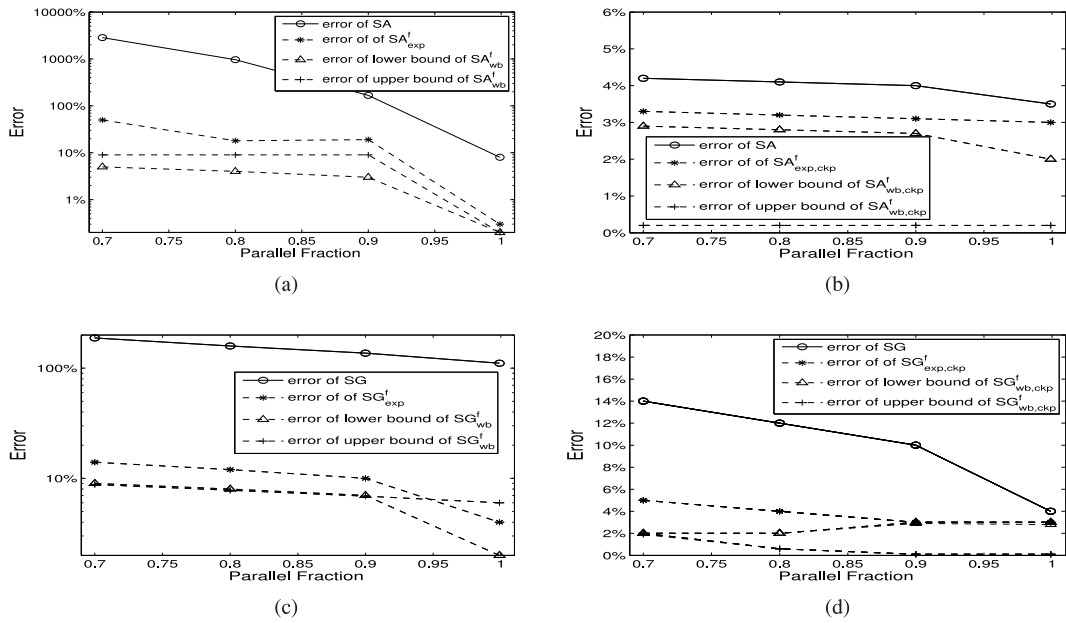 10000%
1000%
100%
10%
1%
Error
error of SA
error of of SA^f_exp
error of lower bound of SA^f_wb
error of upper bound of SA^f_wb
0.7 0.75 0.8 0.85 0.9 0.95 1
Parallel Fraction
(a)
6%
5%
4%
3%
2%
1%
0%
Error
error of SA
error of of SA^f_exp,ckp
error of lower bound of SA^f_wb,ckp
error of upper bound of SA^f_wb,ckp
0.7 0.75 0.8 0.85 0.9 0.95 1
Parallel Fraction
(b)
100%
10%
Error
error of SG
error of of SG^f_exp
error of lower bound of SG^f_wb
error of upper bound of SG^f_wb
0.7 0.75 0.8 0.85 0.9 0.95 1
Parallel Fraction
(c)
20%
18%
16%
14%
12%
10%
8%
6%
4%
2%
0%
Error
error of SG
error of of SG^f_exp,ckp
error of lower bound of SG^f_wb,ckp
error of upper bound of SG^f_wb,ckp
0.7 0.75 0.8 0.85 0.9 0.95 1
Parallel Fraction
(d)